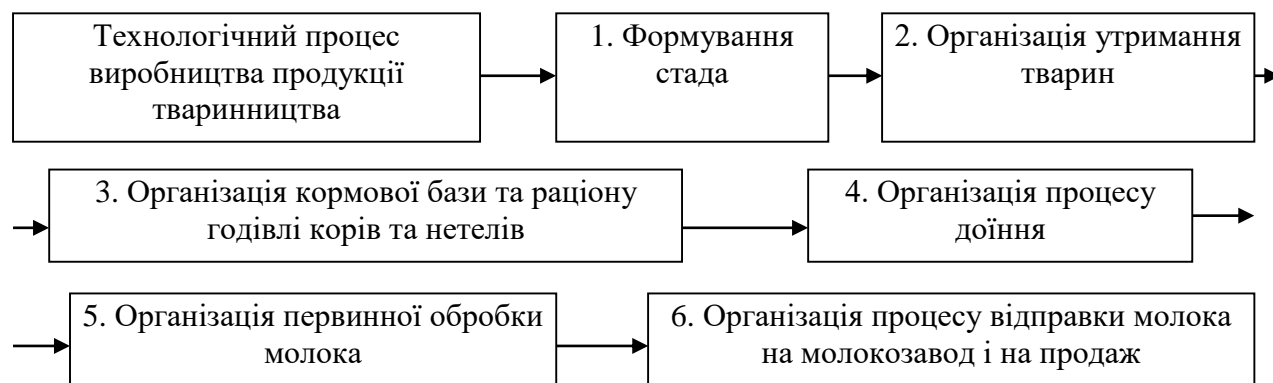 Технологічний процес
виробництва продукції
тваринництва
1. Формування
стада
2. Організація утримання
тварин
3. Організація кормової бази та раціону
годівлі корів та нетелів
4. Організація процесу
доїння
5. Організація первинної обробки
молока
6. Організація процесу відправки молока
на молокозавод і на продаж